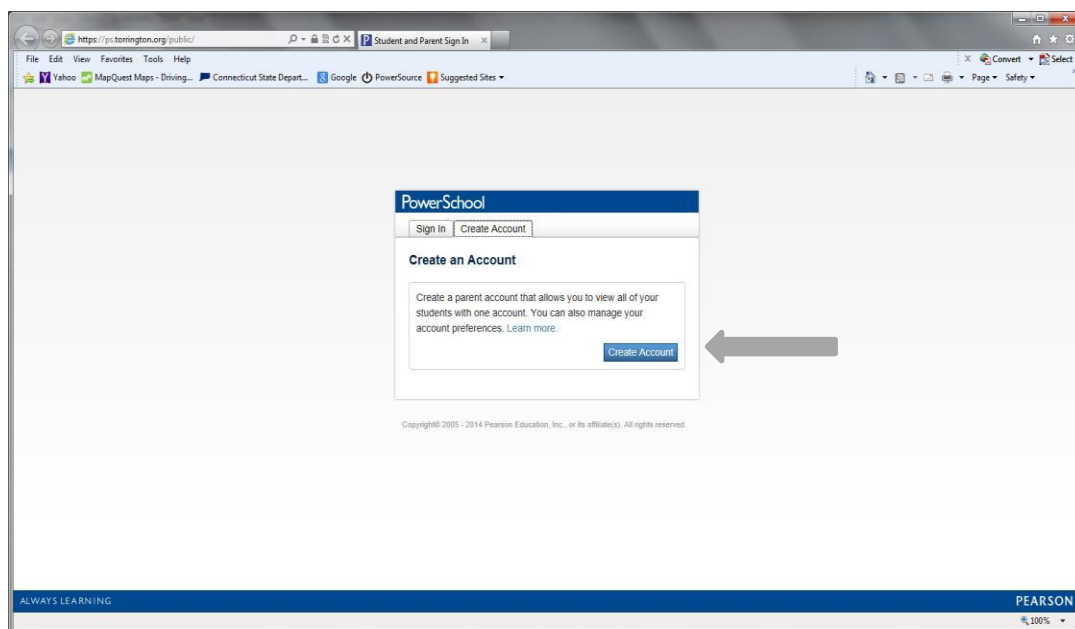 https://ps.torrington.org/public/
Student and Parent Sign In
File Edit View Favorites Tools Help
X Convert Select
Yahoo MapQuest Maps - Driving... Connecticut State Depart... Google PowerSource Suggested Sites
Page Safety
PowerSchool
Sign In Create Account
Create an Account
Create a parent account that allows you to view all of your
students with one account. You can also manage your
account preferences. Learn more.
Create Account
Copyright© 2005 - 2014 Pearson Education, Inc., or its affiliate(s). All rights reserved.
ALWAYS LEARNING
PEARSON
100%